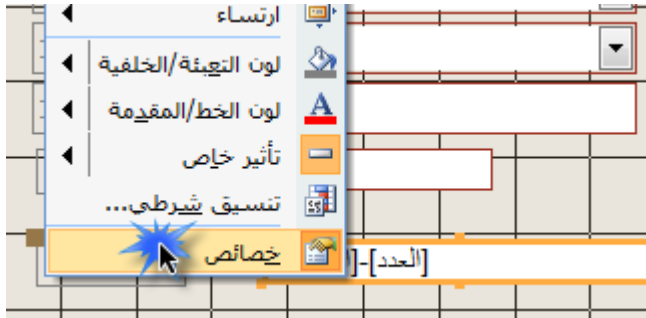 ارتساء
لون التعبئة/الخلفية
لون الخط/المقدمة
تأثير خاص
تنسيق شرطي...
خصائص
[العدد]-[